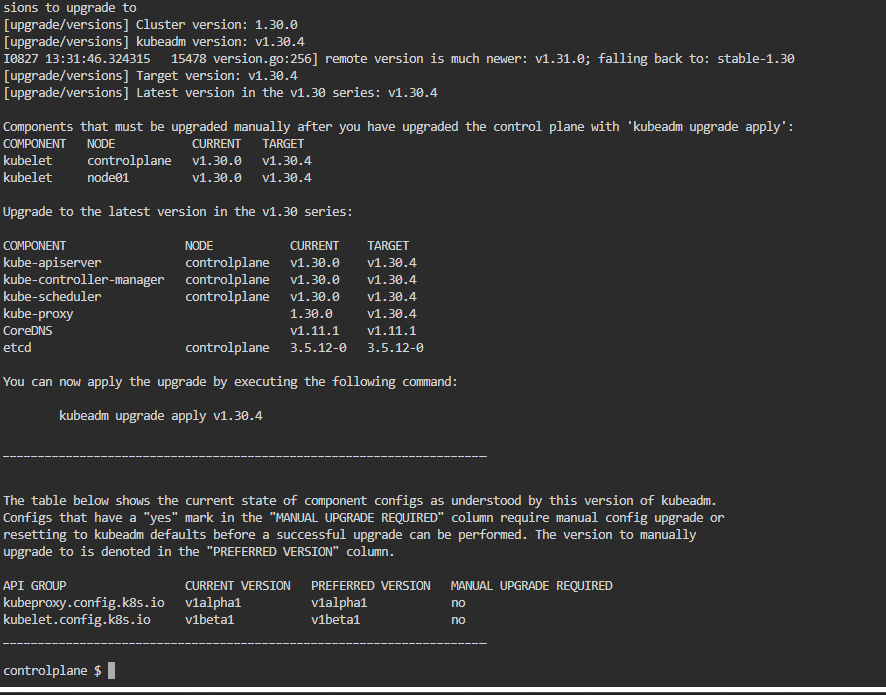 sions to upgrade to
[upgrade/versions] Cluster version: 1.30.0
[upgrade/versions] kubeadm version: v1.30.4
I0827 13:31:46.324315   15478 version.go:256] remote version is much newer: v1.31.0; falling back to: stable-1.30
[upgrade/versions] Target version: v1.30.4
[upgrade/versions] Latest version in the v1.30 series: v1.30.4

Components that must be upgraded manually after you have upgraded the control plane with 'kubeadm upgrade apply':
COMPONENT   NODE           CURRENT   TARGET
kubelet     controlplane   v1.30.0   v1.30.4
kubelet     node01         v1.30.0   v1.30.4

Upgrade to the latest version in the v1.30 series:

COMPONENT                 NODE           CURRENT    TARGET
kube-apiserver            controlplane   v1.30.0    v1.30.4
kube-controller-manager   controlplane   v1.30.0    v1.30.4
kube-scheduler            controlplane   v1.30.0    v1.30.4
kube-proxy                               1.30.0     v1.30.4
CoreDNS                                  v1.11.1    v1.11.1
etcd                      controlplane   3.5.12-0   3.5.12-0

You can now apply the upgrade by executing the following command:

        kubeadm upgrade apply v1.30.4

_____________________________________________________________________


The table below shows the current state of component configs as understood by this version of kubeadm.
Configs that have a "yes" mark in the "MANUAL UPGRADE REQUIRED" column require manual config upgrade or
resetting to kubeadm defaults before a successful upgrade can be performed. The version to manually
upgrade to is denoted in the "PREFERRED VERSION" column.

API GROUP                 CURRENT VERSION   PREFERRED VERSION   MANUAL UPGRADE REQUIRED
kubeproxy.config.k8s.io   v1alpha1          v1alpha1            no
kubelet.config.k8s.io     v1beta1           v1beta1             no
_____________________________________________________________________

controlplane $